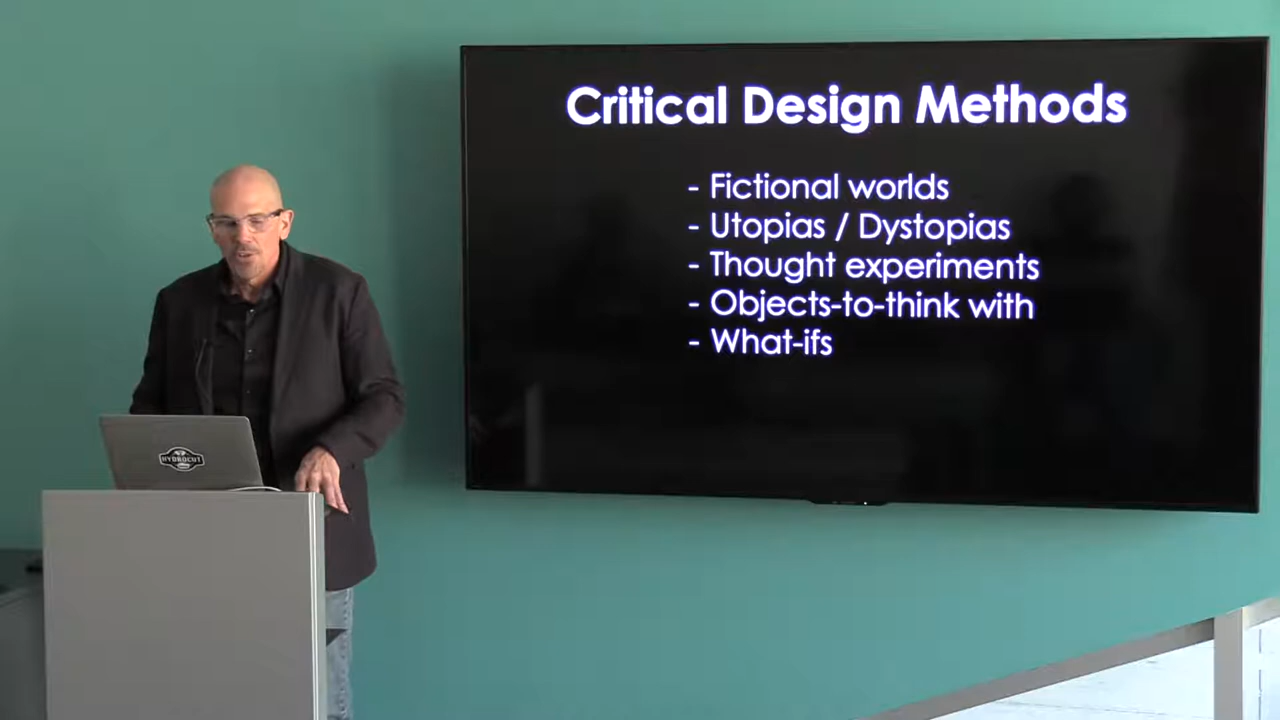 Critical Design Methods
- Fictional worlds
- Utopias / Dystopias
- Thought experiments
- Objects-to-think with
- What-ifs
HYDROCUT